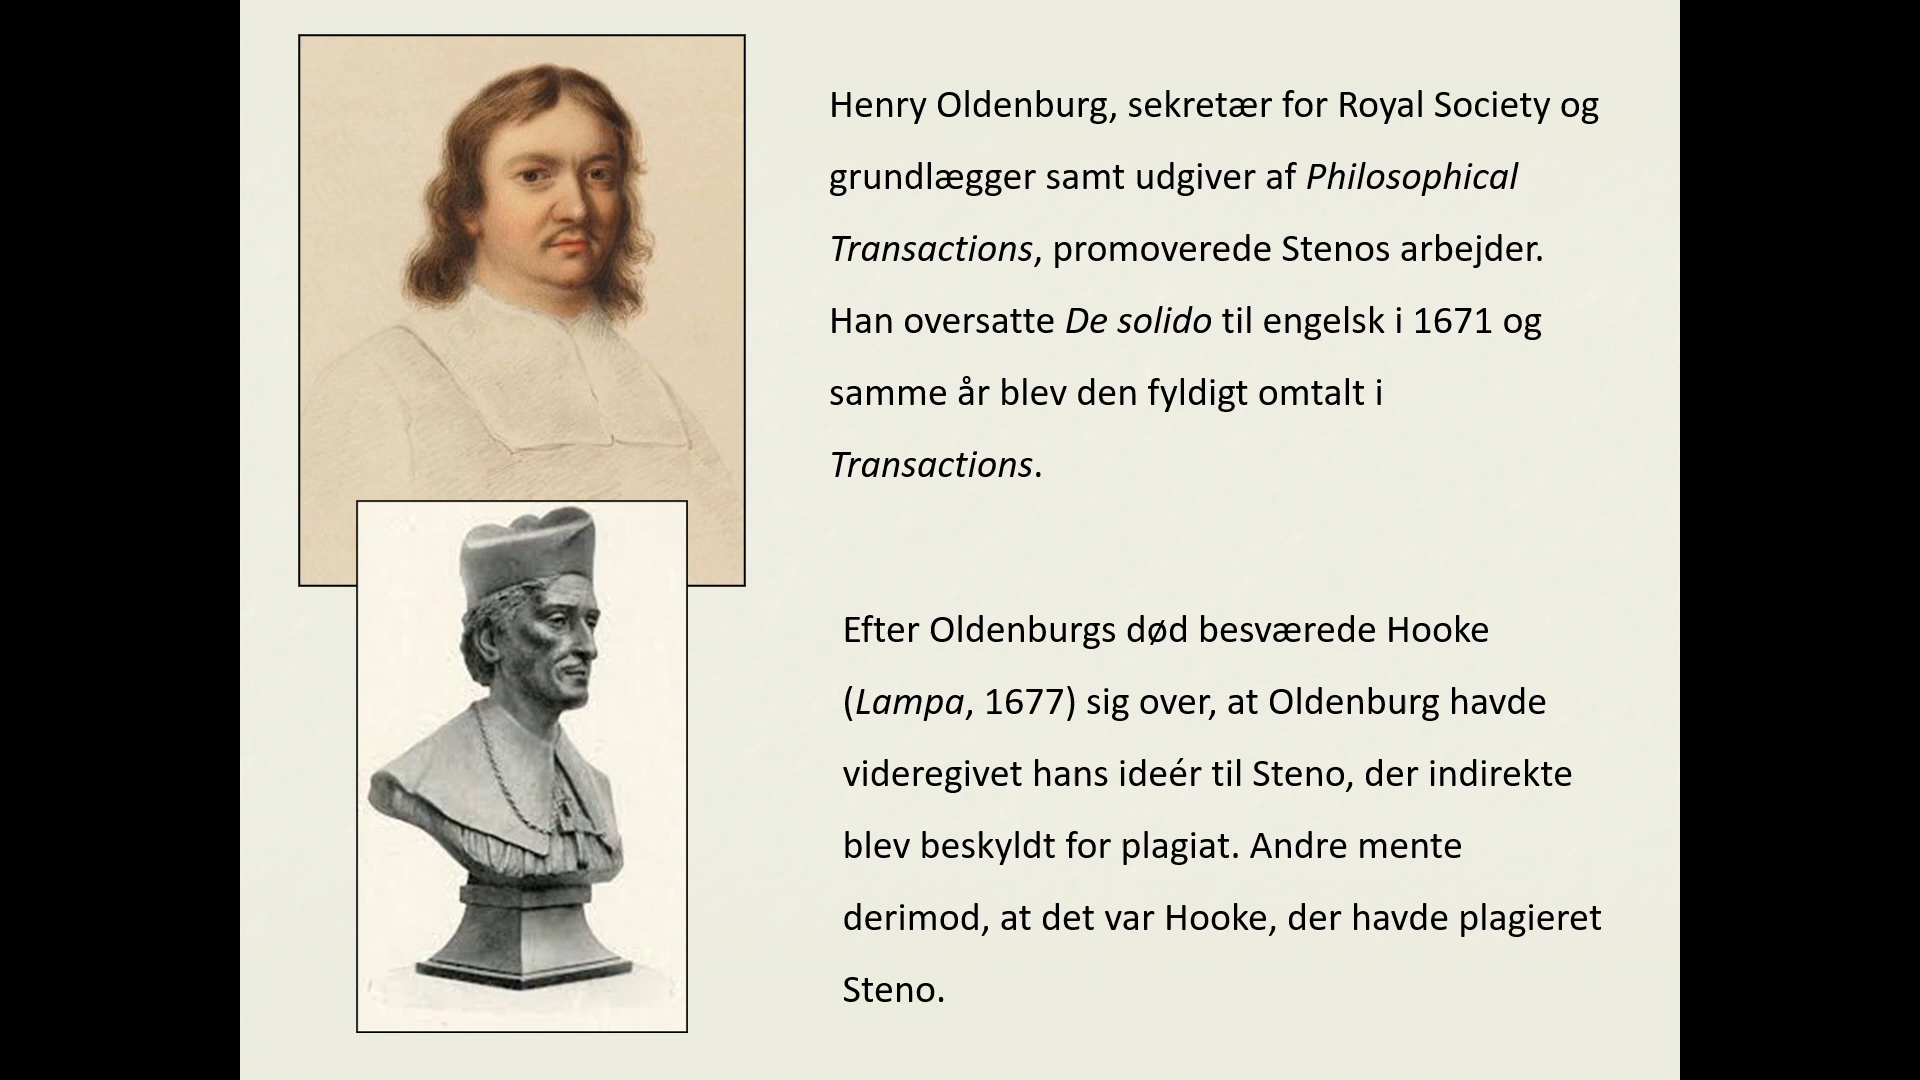 Henry Oldenburg, sekretær for Royal Society og
grundlægger samt udgiver af Philosophical
Transactions, promoverede Stenos arbejder.
Han oversatte De solido til engelsk i 1671 og
samme år blev den fyldigt omtalt i
Transactions.
Efter Oldenburgs død besværede Hooke
(Lampa, 1677) sig over, at Oldenburg havde
videregivet hans ideér til Steno, der indirekte
blev beskyldt for plagiat. Andre mente
derimod, at det var Hooke, der havde plagieret
Steno.